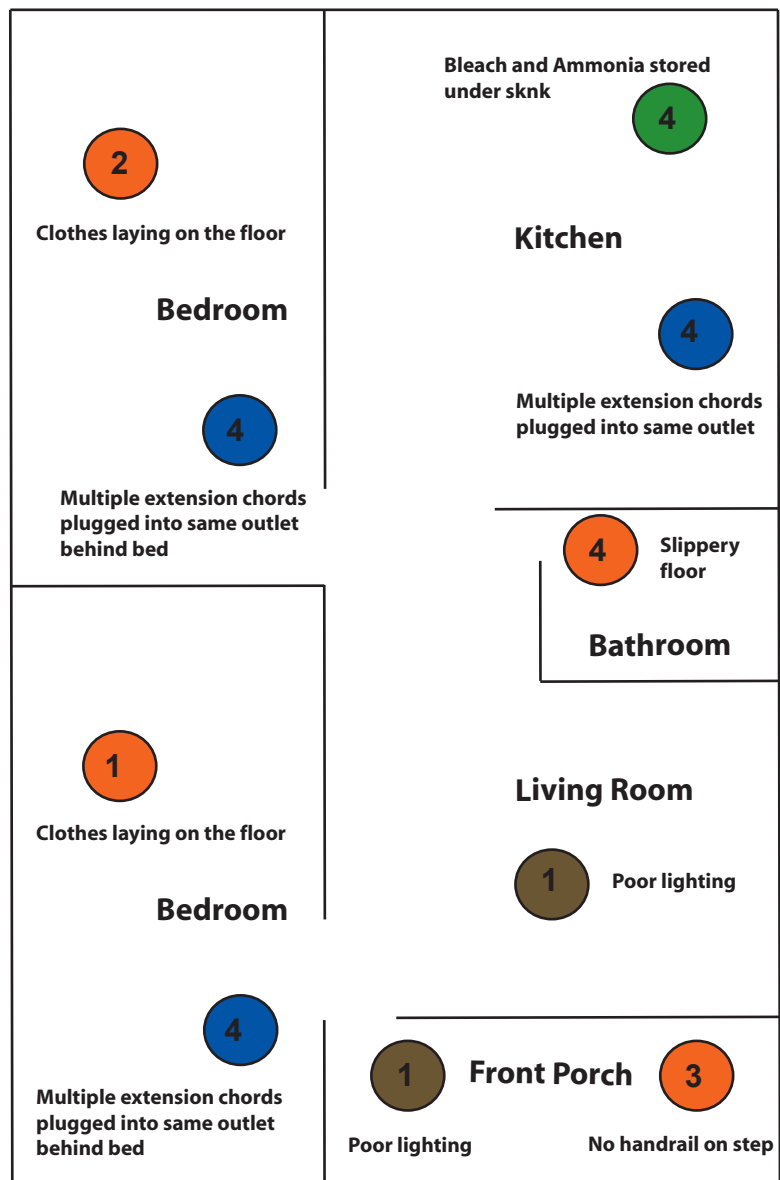 2
Clothes laying on the floor
Bedroom
4
Multiple extension chords
plugged into same outlet
behind bed
Bleach and Ammonia stored
under sknk
4
Kitchen
4
Multiple extension chords
plugged into same outlet
4
Slippery
floor
Bathroom
1
Clothes laying on the floor
Bedroom
4
Multiple extension chords
plugged into same outlet
behind bed
Living Room
1
Poor lighting
1
Poor lighting
Front Porch
3
No handrail on step